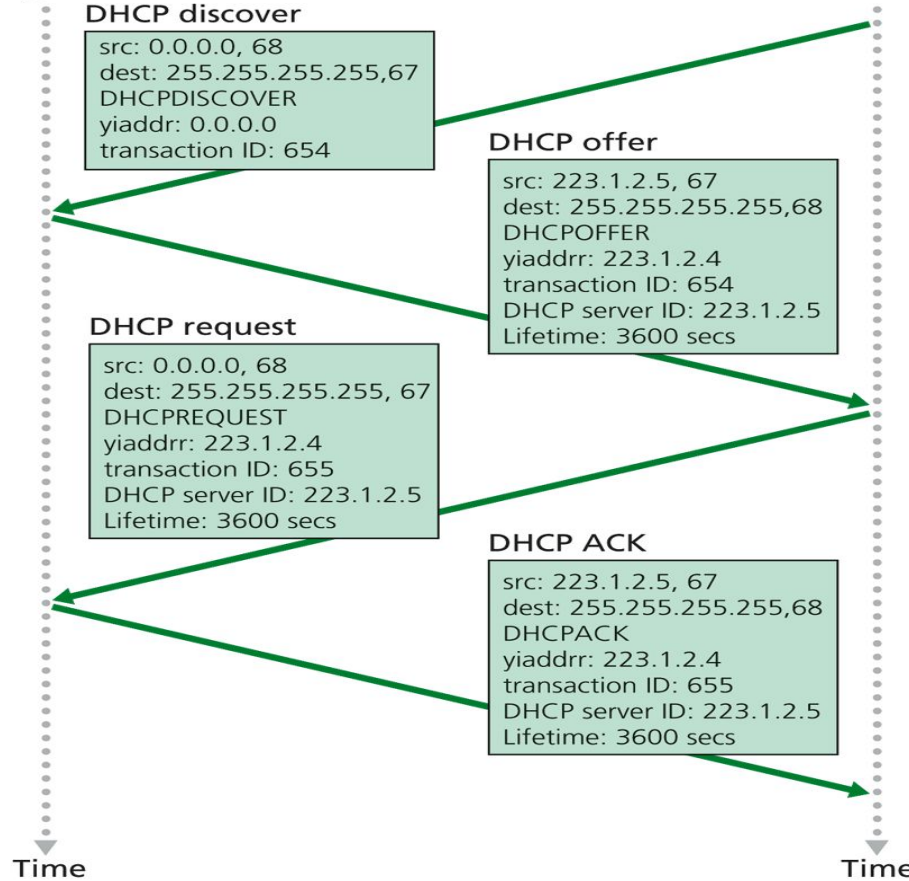 DHCP discover
src: 0.0.0.0, 68
dest: 255.255.255.255,67
DHCPDISCOVER
yiaddr: 0.0.0.0
transaction ID: 654
DHCP offer
src: 223.1.2.5, 67
dest: 255.255.255.255,68
DHCPOFFER
yiaddrr: 223.1.2.4
transaction ID: 654
DHCP server ID: 223.1.2.5
Lifetime: 3600 secs
DHCP request
src: 0.0.0.0, 68
dest: 255.255.255.255, 67
DHCPREQUEST
yiaddrr: 223.1.2.4
transaction ID: 655
DHCP server ID: 223.1.2.5
Lifetime: 3600 secs
DHCP ACK
src: 223.1.2.5, 67
dest: 255.255.255.255,68
DHCPACK
yiaddrr: 223.1.2.4
transaction ID: 655
DHCP server ID: 223.1.2.5
Lifetime: 3600 secs
Time
Time